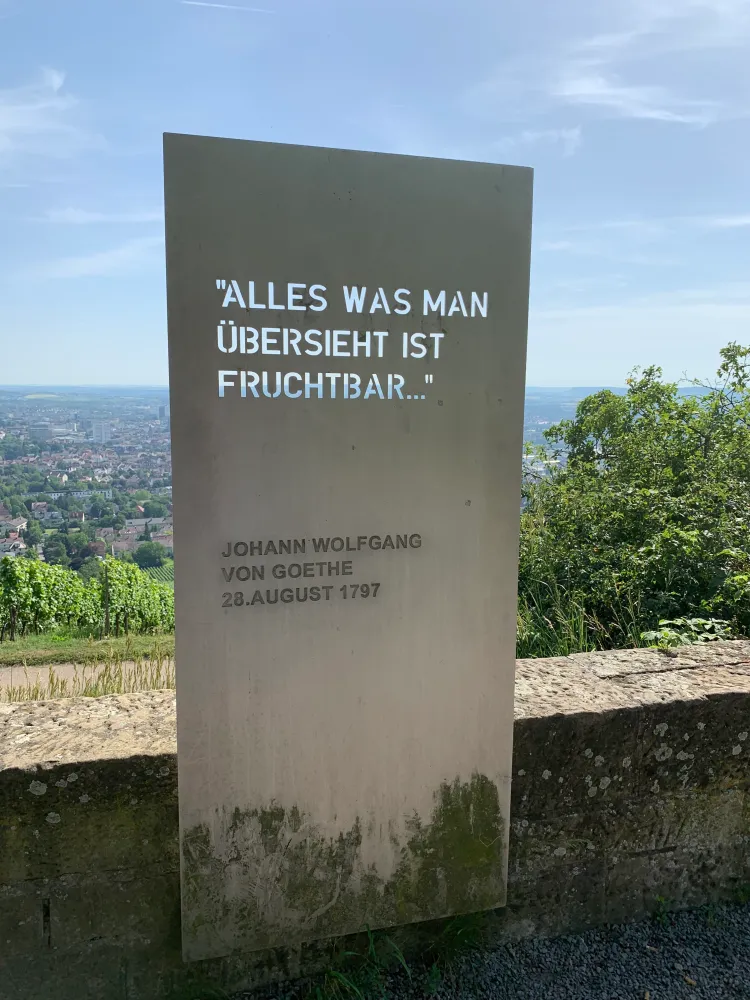 "ALLES WAS MAN
ÜBERSIEHT IST
FRUCHTBAR..."
JOHANN WOLFGANG
VON GOETHE
28.AUGUST 1797